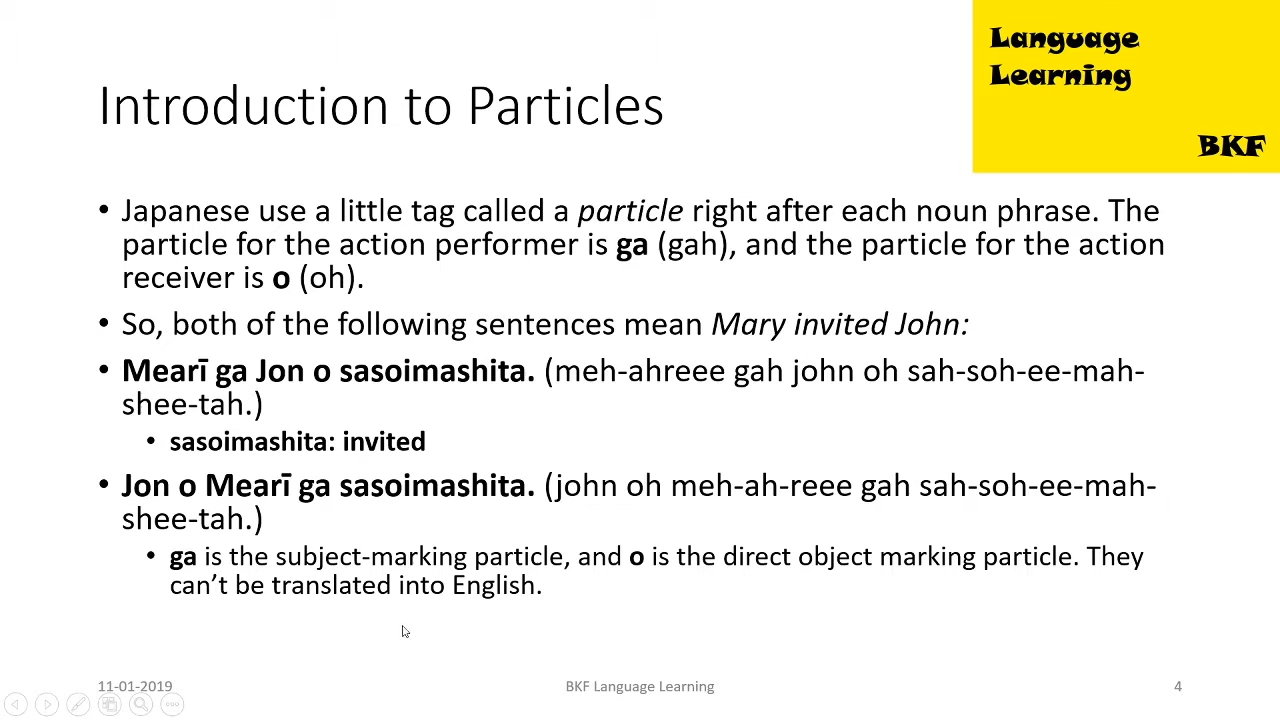 Language
Learning
BKF
Introduction to Particles
• Japanese use a little tag called a particle right after each noun phrase. The
particle for the action performer is ga (gah), and the particle for the action
receiver is o (oh).
• So, both of the following sentences mean Mary invited John:
• Mearī ga Jon o sasoimashita. (meh-ahreee gah john oh sah-soh-ee-mah-
shee-tah.)
• sasoimashita: invited
• Jon o Mearī ga sasoimashita. (john oh meh-ah-reee gah sah-soh-ee-mah-
shee-tah.)
• ga is the subject-marking particle, and o is the direct object marking particle. They
can’t be translated into English.
11-01-2019
BKF Language Learning
4